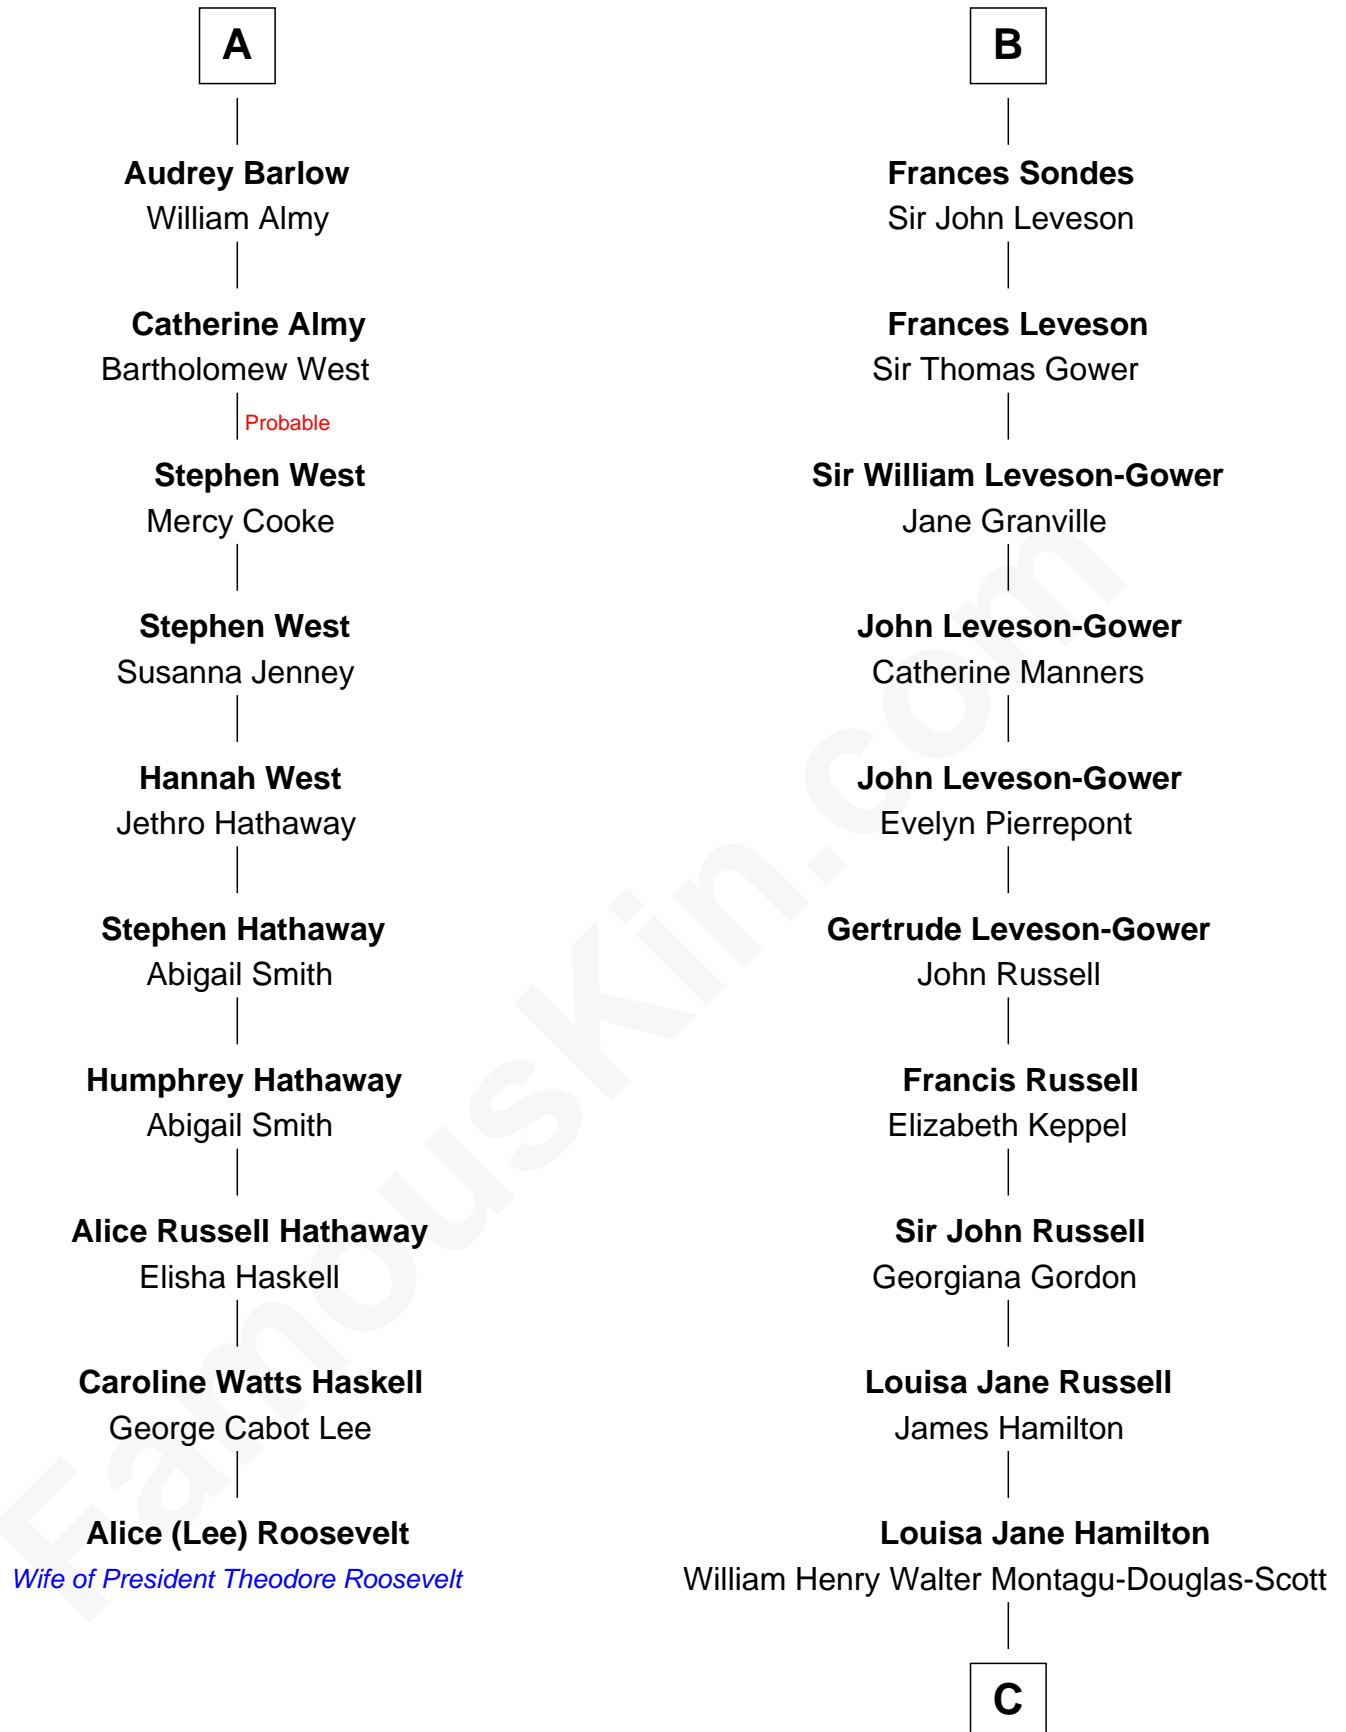 A
Audrey Barlow
William Almy
Catherine Almy
Bartholomew West
Probable
Stephen West
Mercy Cooke
Stephen West
Susanna Jenney
Hannah West
Jethro Hathaway
Stephen Hathaway
Abigail Smith
Humphrey Hathaway
Abigail Smith
Alice Russell Hathaway
Elisha Haskell
Caroline Watts Haskell
George Cabot Lee
Alice (Lee) Roosevelt
Wife of President Theodore Roosevelt
B
Frances Sondes
Sir John Leveson
Frances Leveson
Sir Thomas Gower
Sir William Leveson-Gower
Jane Granville
John Leveson-Gower
Catherine Manners
John Leveson-Gower
Evelyn Pierrepont
Gertrude Leveson-Gower
John Russell
Francis Russell
Elizabeth Keppel
Sir John Russell
Georgiana Gordon
Louisa Jane Russell
James Hamilton
Louisa Jane Hamilton
William Henry Walter Montagu-Douglas-Scott
C
FamousKin.com